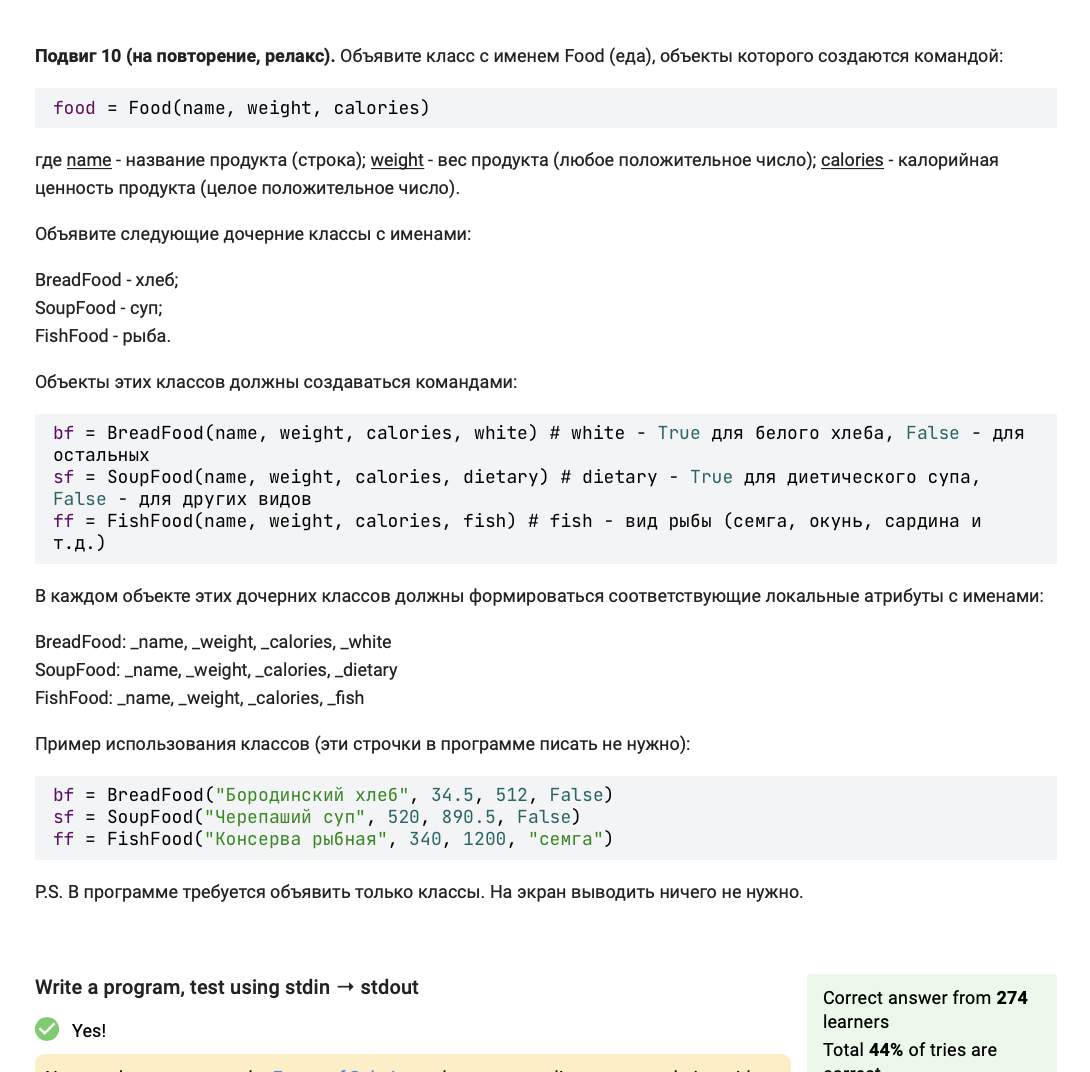 Подвиг 10 (на повторение, релакс). Объявите класс с именем Food (еда), объекты которого создаются командой:
food = Food(name, weight, calories)
где name - название продукта (строка); weight - вес продукта (любое положительное число); calories - калорийная
ценность продукта (целое положительное число).
Объявите следующие дочерние классы с именами:
BreadFood - хлеб;
SoupFood - суп;
FishFood - рыба.
Объекты этих классов должны создаваться командами:
bf = BreadFood(name, weight, calories, white) # white - True для белого хлеба, False - для
остальных
sf = SoupFood(name, weight, calories, dietary) # dietary - True для диетического супа,
False - для других видов
ff = FishFood(name, weight, calories, fish) # fish - вид рыбы (семга, окунь, сардина и
т.д.)
В каждом объекте этих дочерних классов должны формироваться соответствующие локальные атрибуты с именами:
BreadFood: _name, _weight, _calories, _white
SoupFood: _name, _weight, _calories, _dietary
FishFood: _name, _weight, _calories, _fish
Пример использования классов (эти строчки в программе писать не нужно):
bf = BreadFood("Бородинский хлеб", 34.5, 512, False)
sf = SoupFood("Черепаший суп", 520, 890.5, False)
ff = FishFood("Консерва рыбная", 340, 1200, "семга")
P.S. В программе требуется объявить только классы. На экран выводить ничего не нужно.
Write a program, test using stdin → stdout
Yes!
Correct answer from 274
learners
Total 44% of tries are
correct